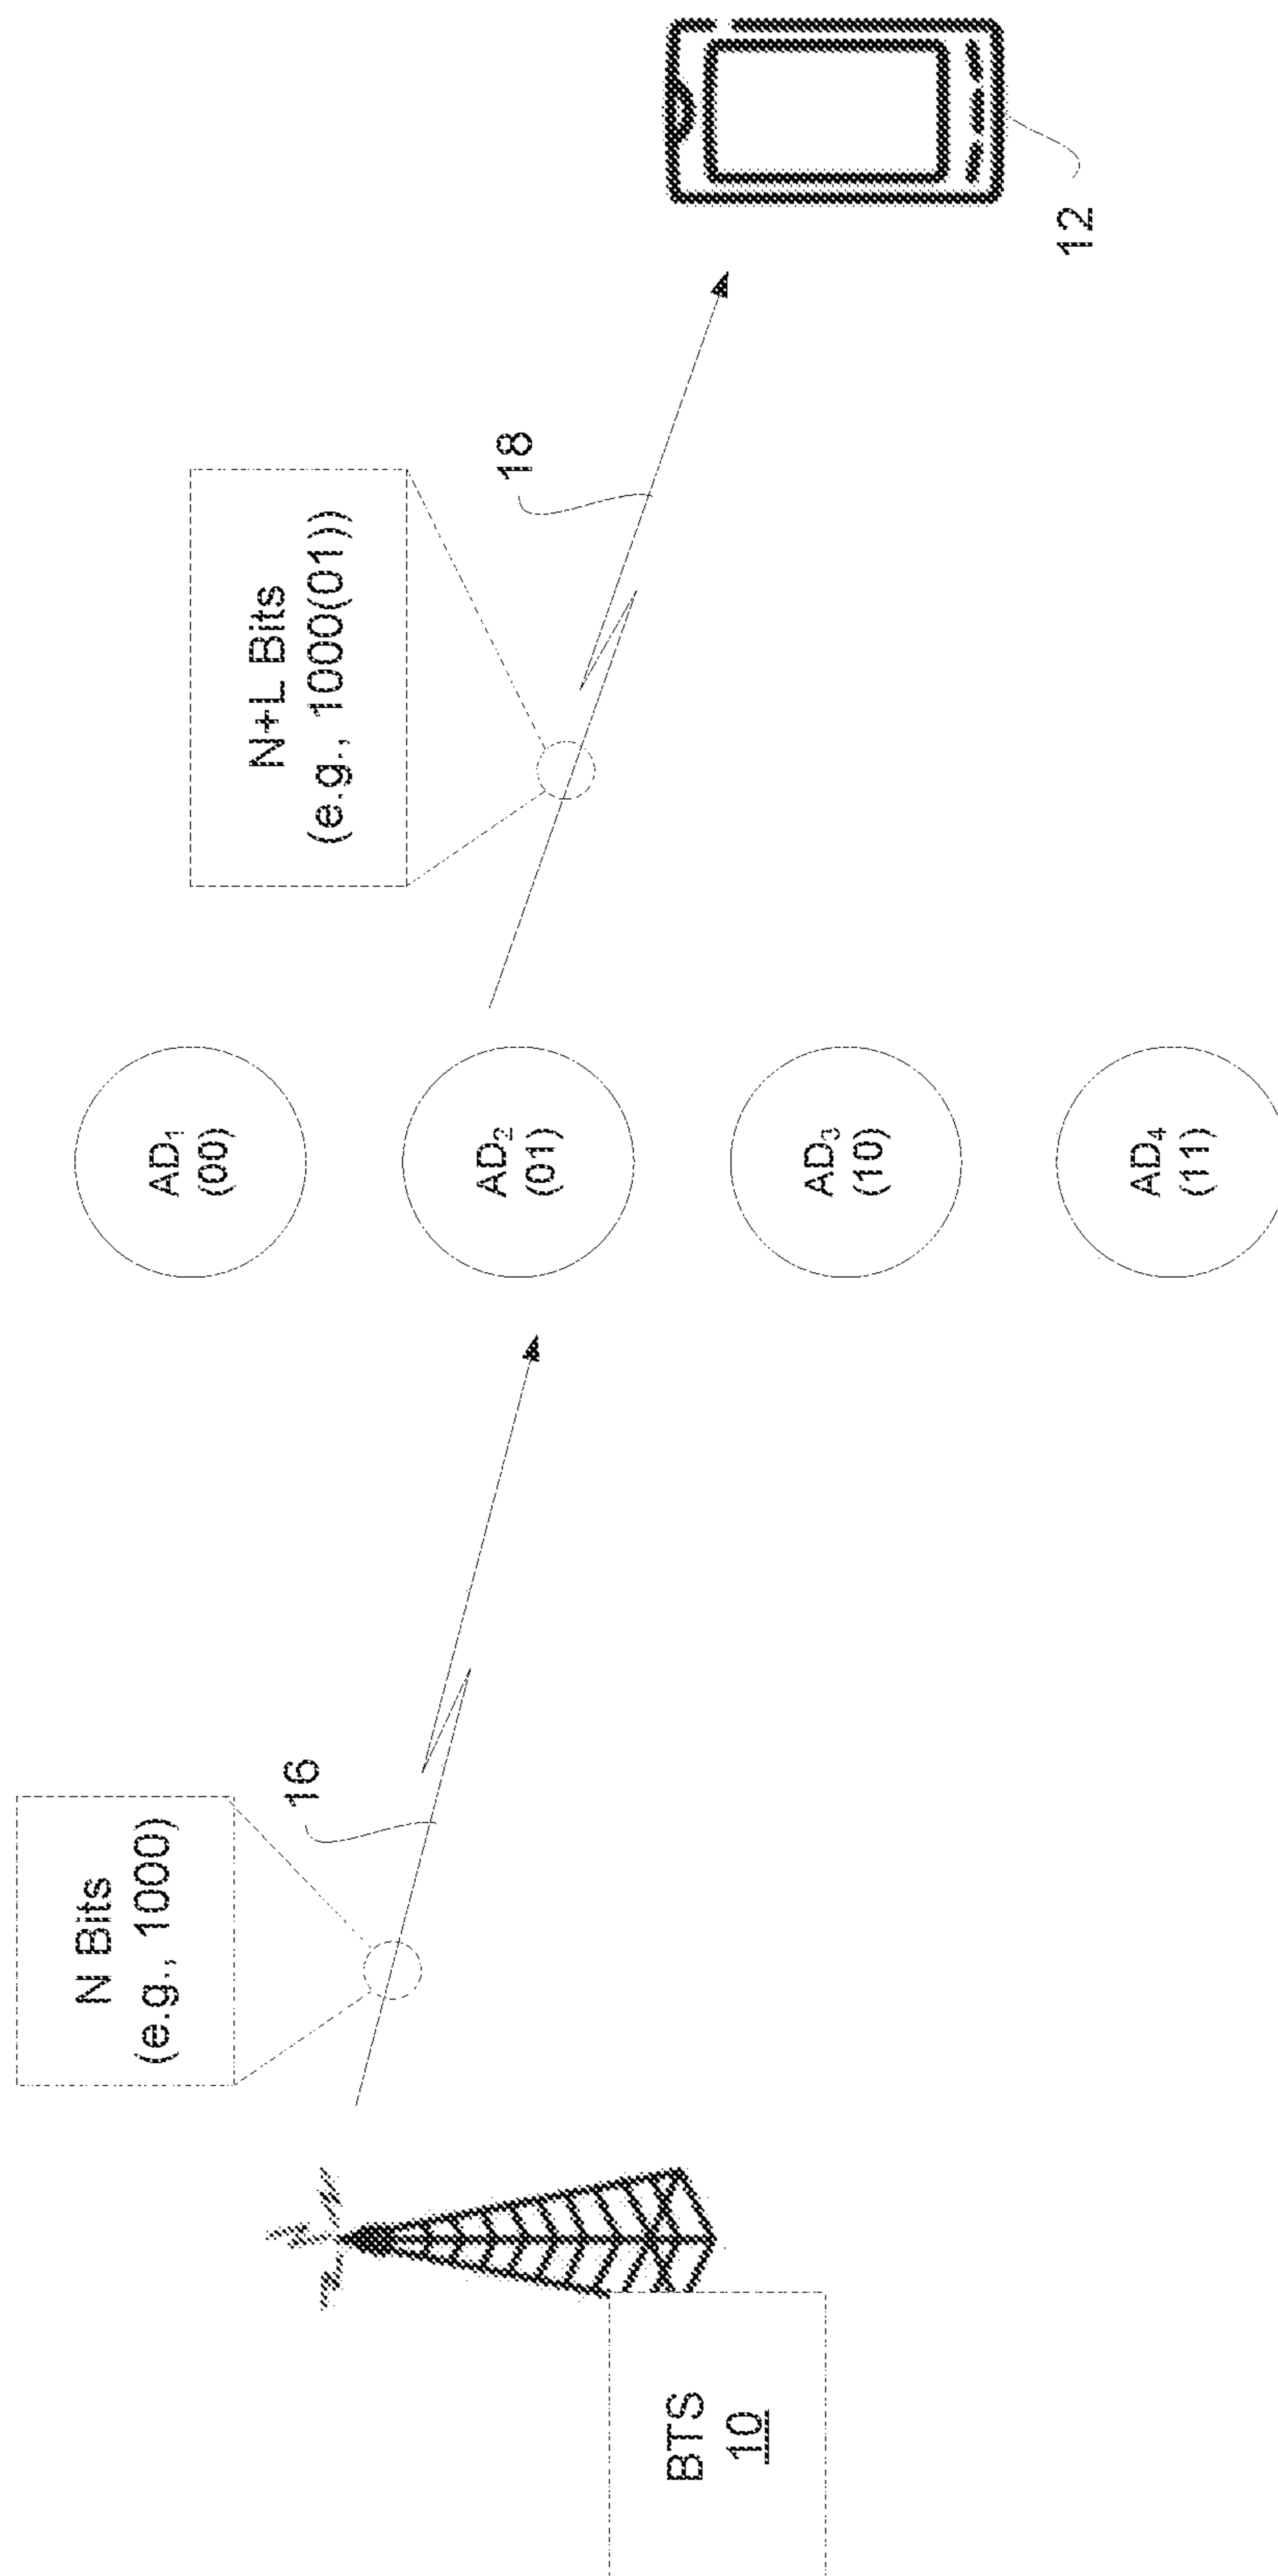 BTS
10
N Bits
(e.g., 1000)
16
AD₁
(00)
AD₂
(01)
AD₃
(10)
AD₄
(11)
N+L Bits
(e.g., 1000(01))
18
12